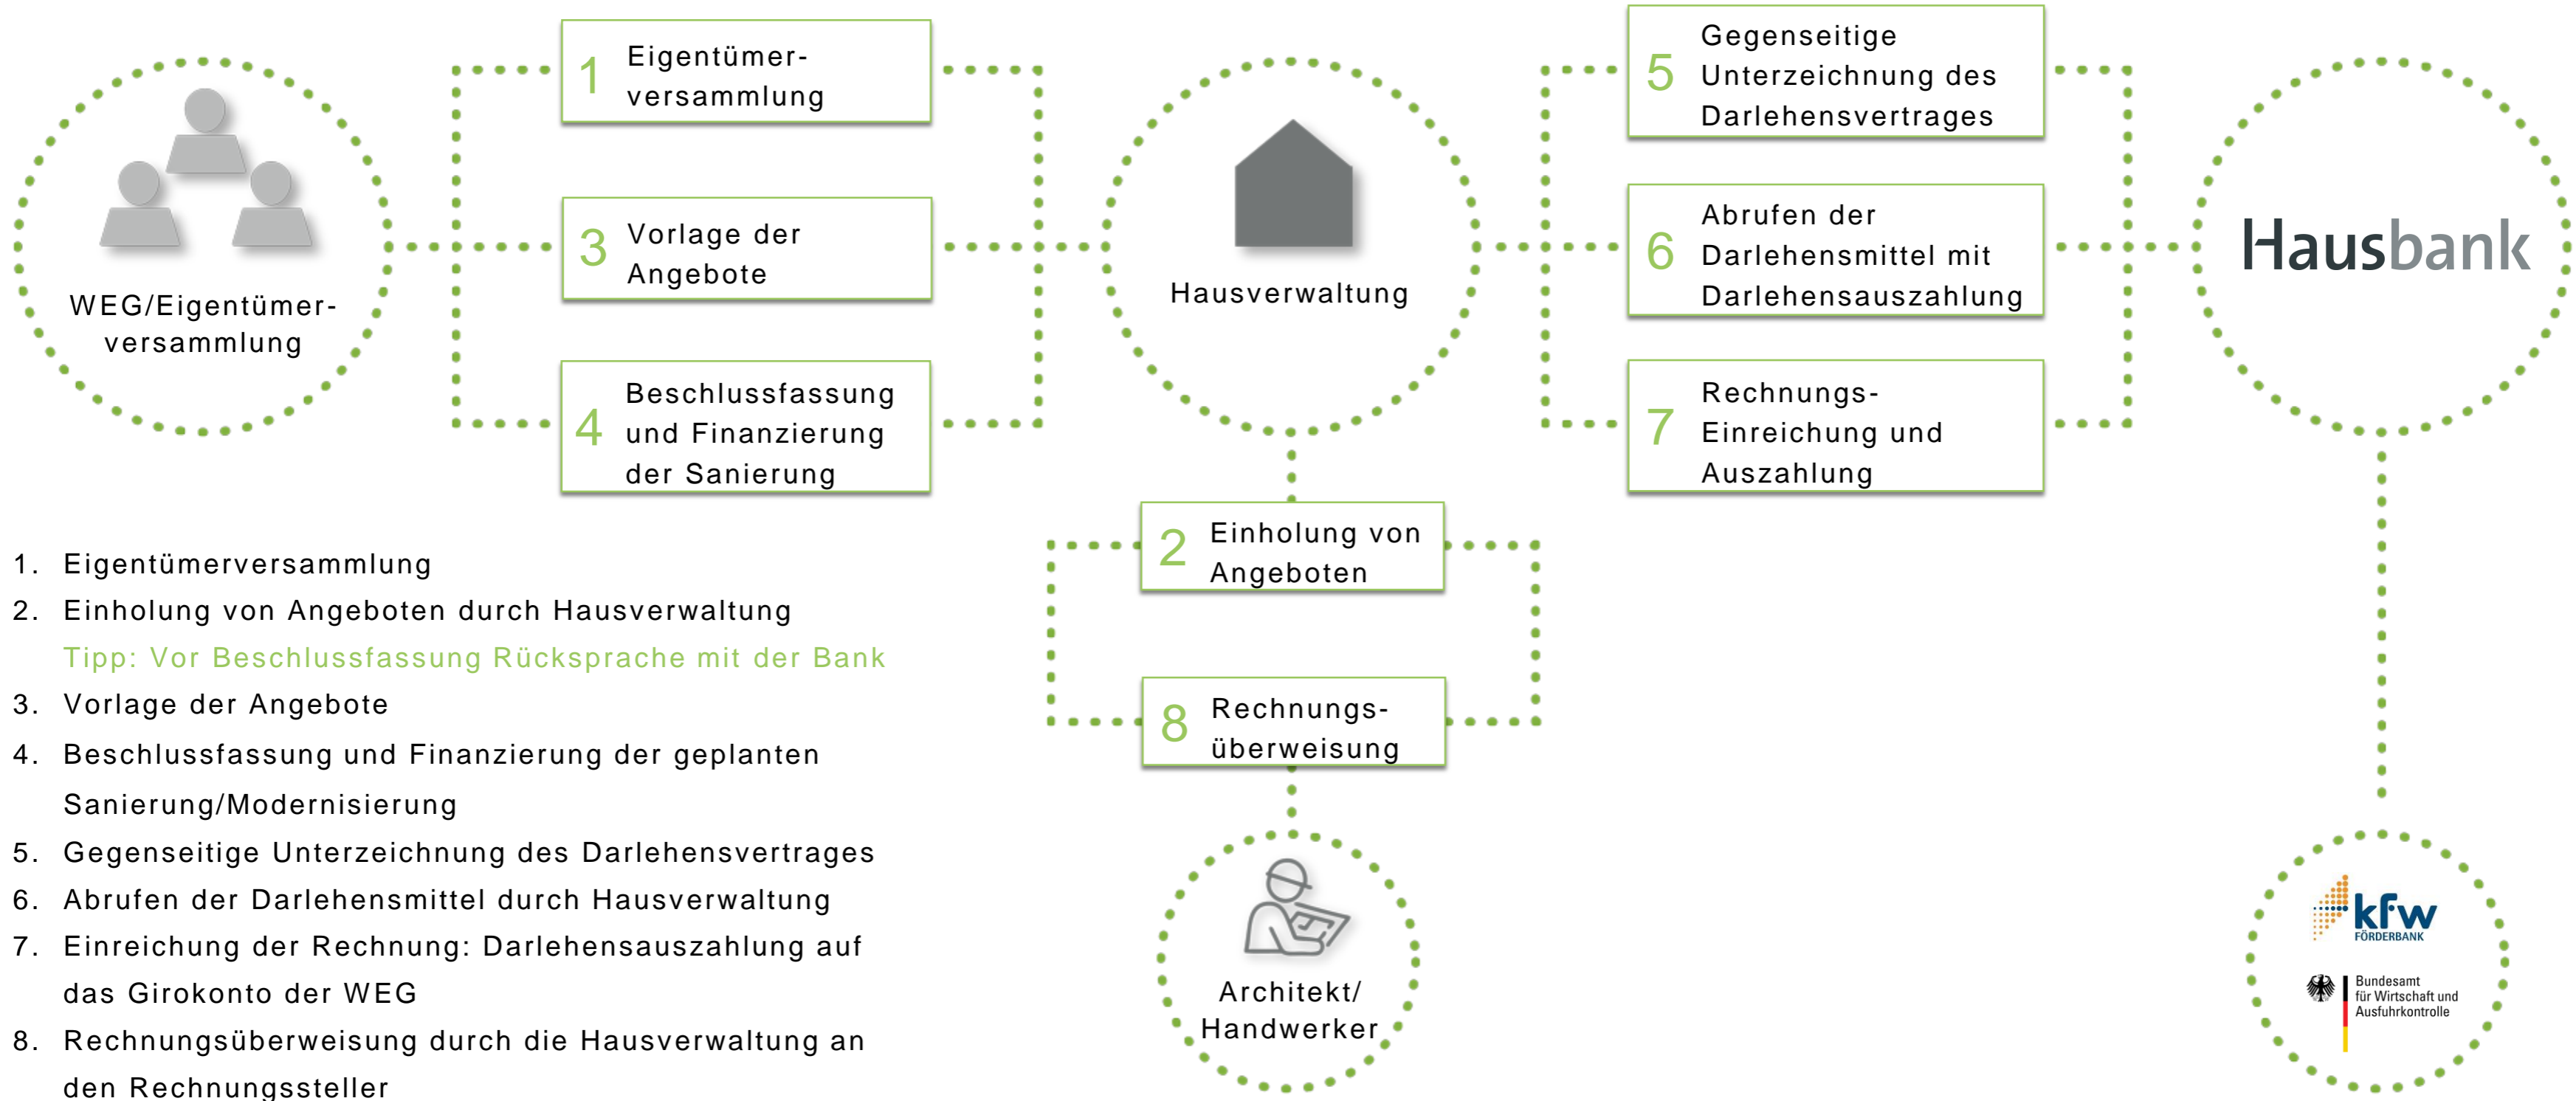 WEG/Eigentümer-
versammlung
1
Eigentümer-
versammlung
3
Vorlage der
Angebote
4
Beschlussfassung
und Finanzierung
der Sanierung
Hausverwaltung
5
Gegenseitige
Unterzeichnung des
Darlehensvertrages
6
Abrufen der
Darlehensmittel mit
Darlehensauszahlung
7
Rechnungs-
Einreichung und
Auszahlung
Hausbank
2
Einholung von
Angeboten
8
Rechnungs-
überweisung
Architekt/
Handwerker
kfw
FÖRDERBANK
Bundesamt
für Wirtschaft und
Ausfuhrkontrolle
1. Eigentümerversammlung
2. Einholung von Angeboten durch Hausverwaltung
Tipp: Vor Beschlussfassung Rücksprache mit der Bank
3. Vorlage der Angebote
4. Beschlussfassung und Finanzierung der geplanten
Sanierung/Modernisierung
5. Gegenseitige Unterzeichnung des Darlehensvertrages
6. Abrufen der Darlehensmittel durch Hausverwaltung
7. Einreichung der Rechnung: Darlehensauszahlung auf
das Girokonto der WEG
8. Rechnungsüberweisung durch die Hausverwaltung an
den Rechnungssteller